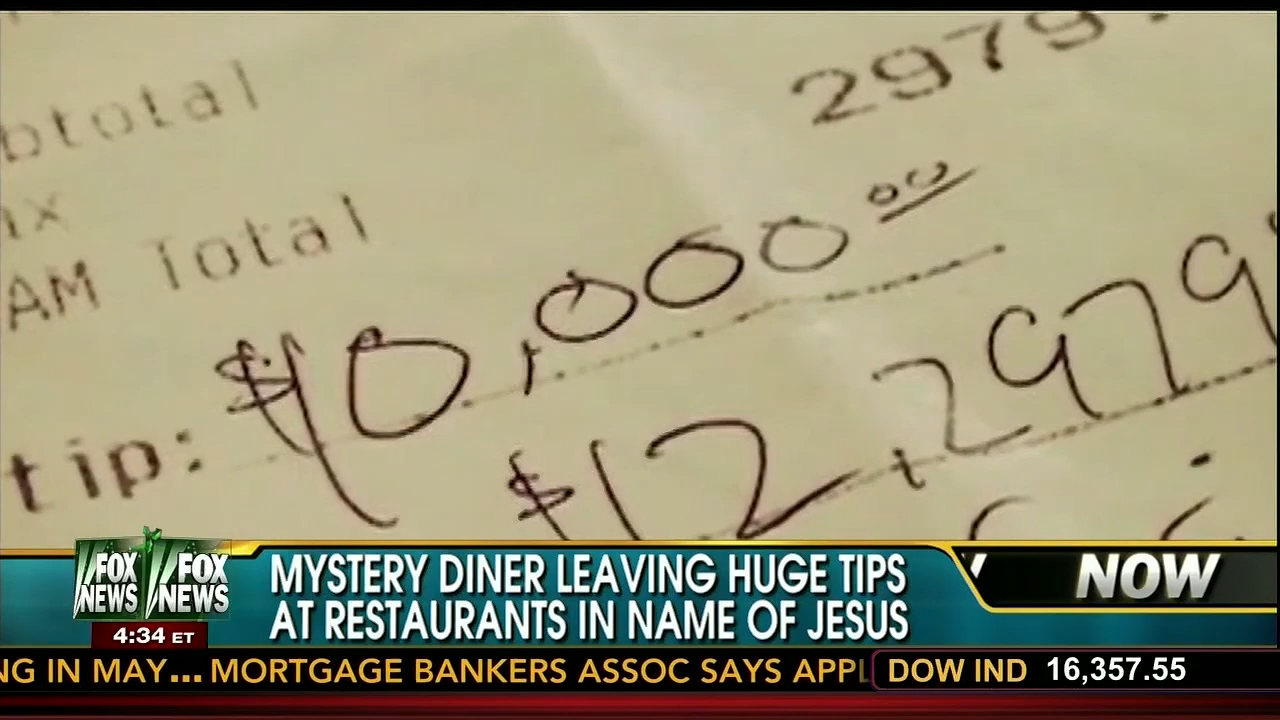 2979.
btotal
ix
AM Total
tip: $10,000.00
$12,979
MYSTERY DINER LEAVING HUGE TIPS
AT RESTAURANTS IN NAME OF JESUS
NOW
FOX NEWS FOX NEWS
4:34 ET
NG IN MAY... MORTGAGE BANKERS ASSOC SAYS APPL
DOW IND 16,357.55